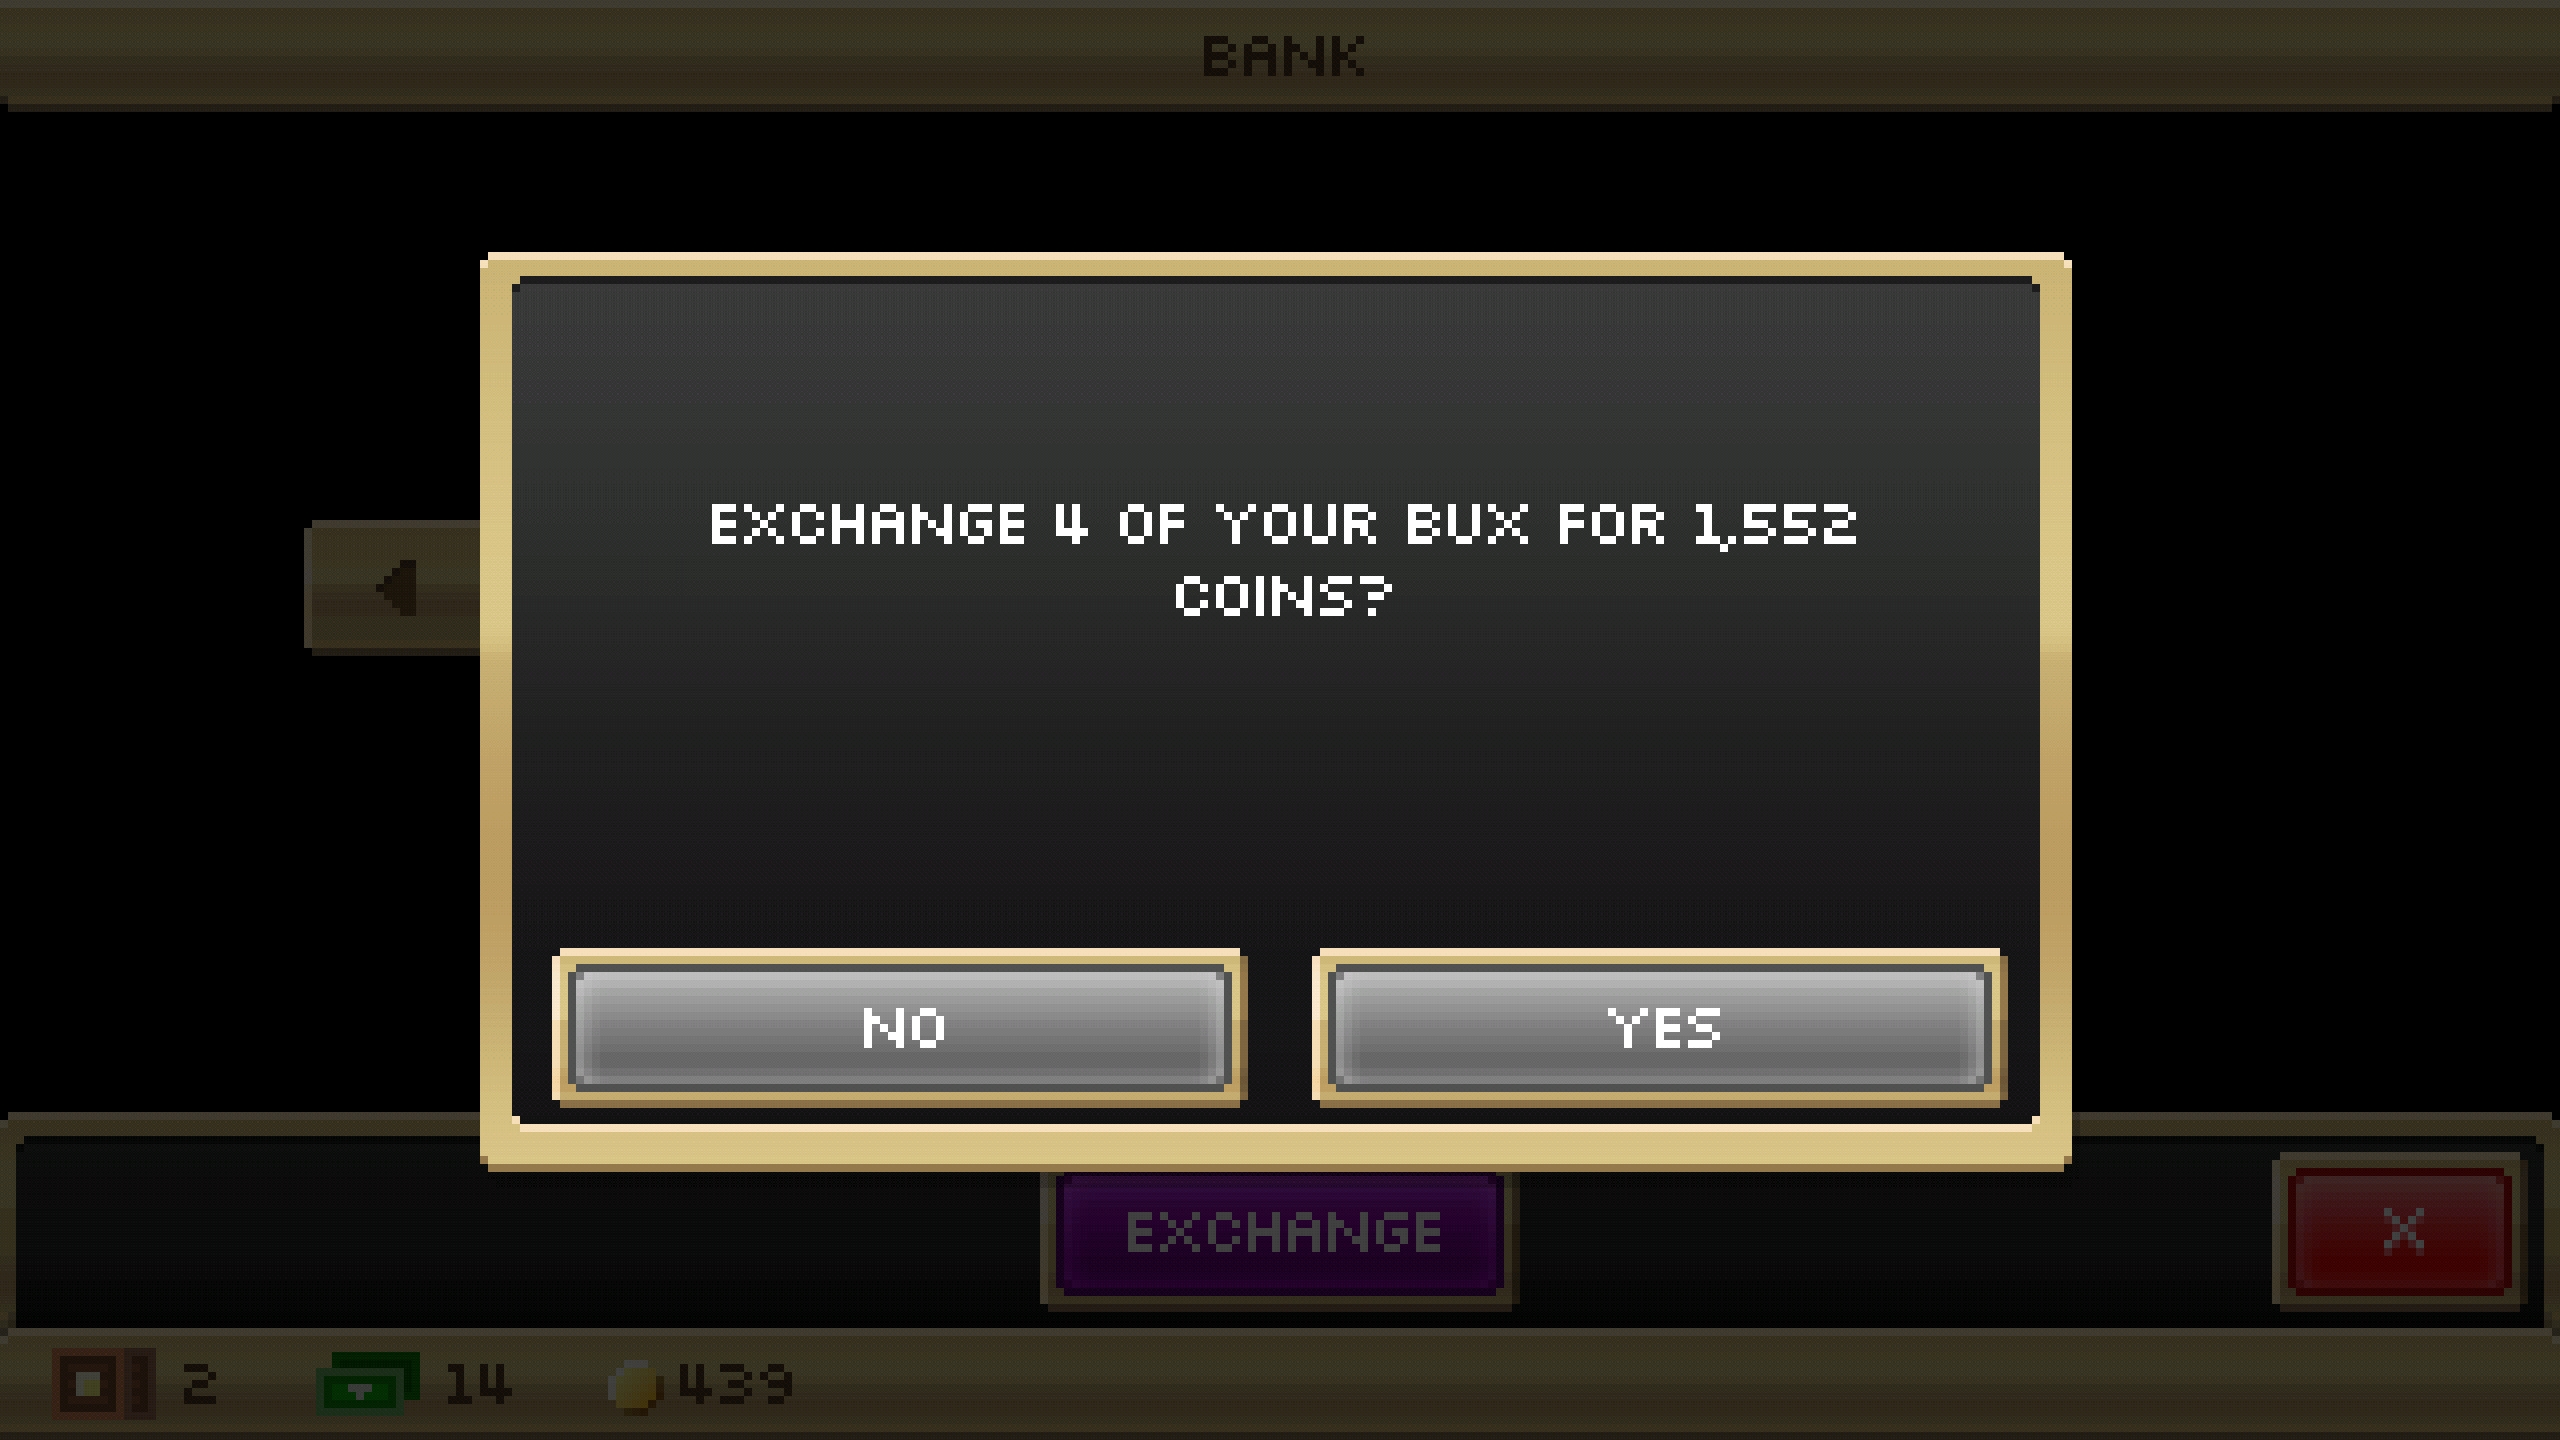 BANK
EXCHANGE 4 OF YOUR BUX FOR 1,552
COINS?
NO YES
EXCHANGE X
2 14 439